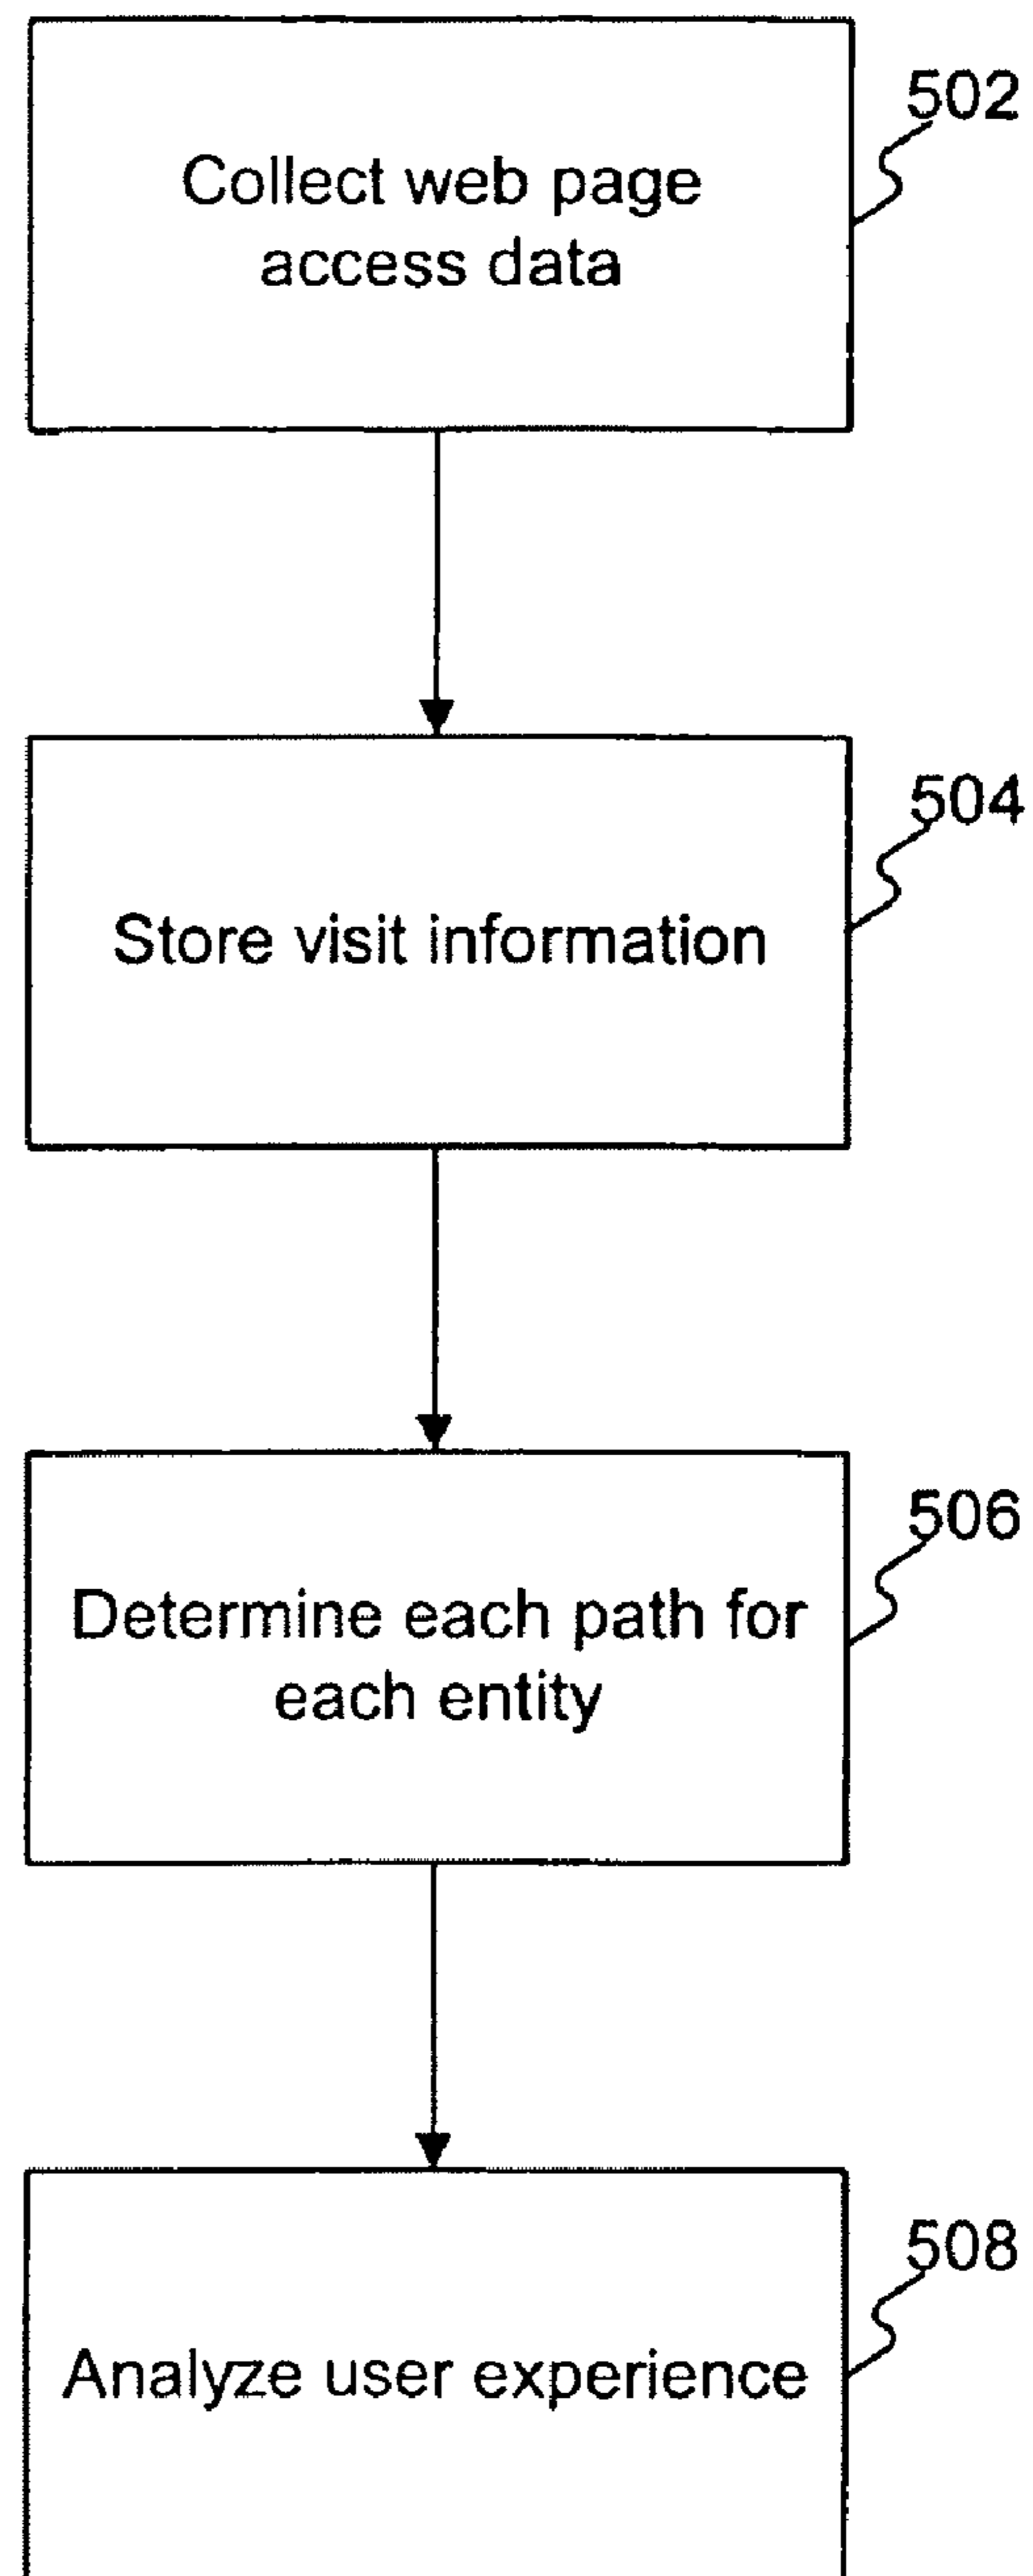 502
Collect web page
access data
504
Store visit information
506
Determine each path for
each entity
508
Analyze user experience